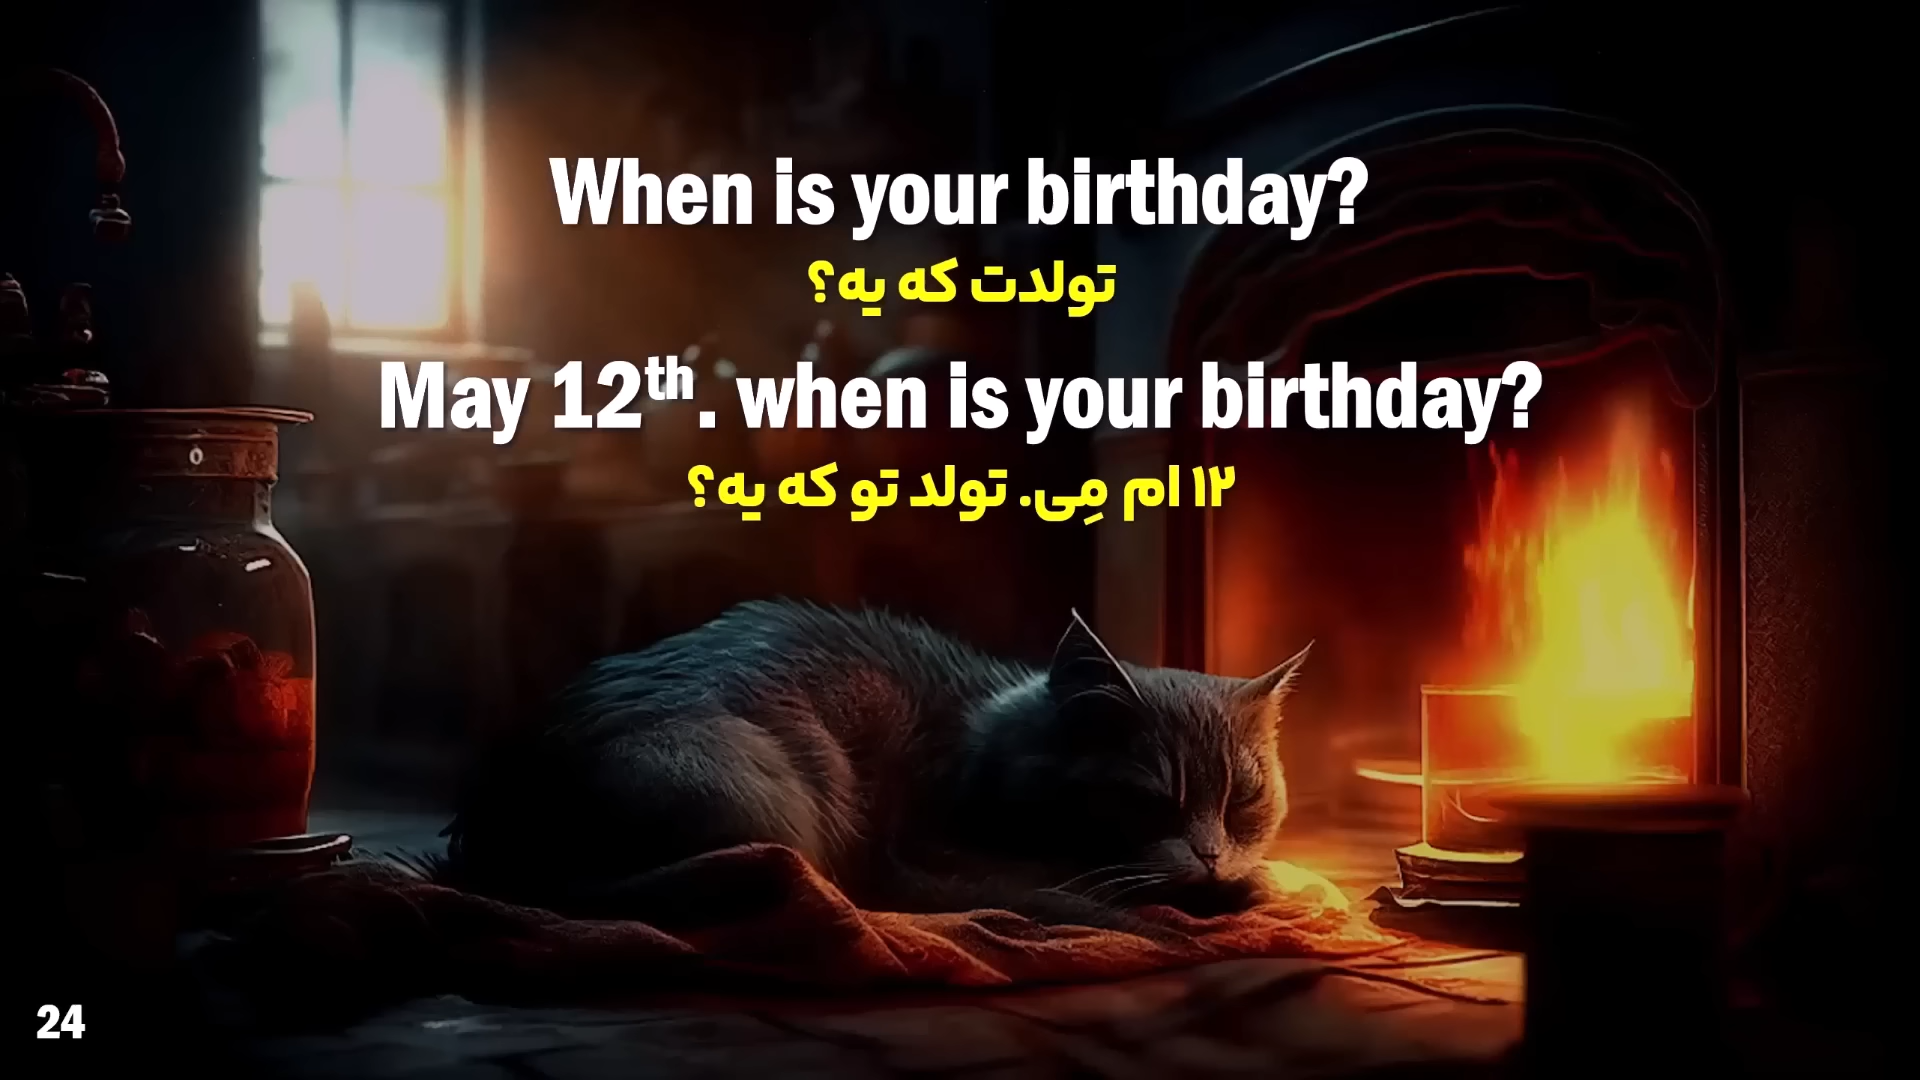 When is your birthday?
تولدت که یه؟
May 12th. when is your birthday?
۱۲ ام مِی. تولد تو که یه؟
24